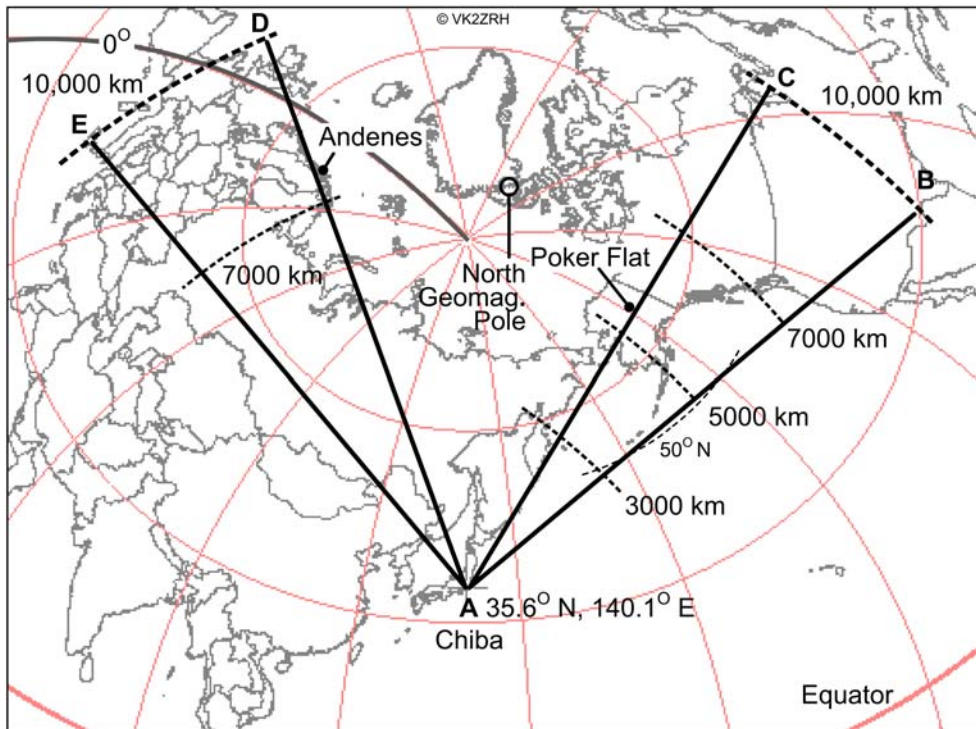 © VK2ZRH
D
0°
10,000 km
C
10,000 km
E
Andenes
B
7000 km
North
Geomag.
Pole
Poker Flat
7000 km
5000 km
50° N
3000 km
A 35.6° N, 140.1° E
Chiba
Equator